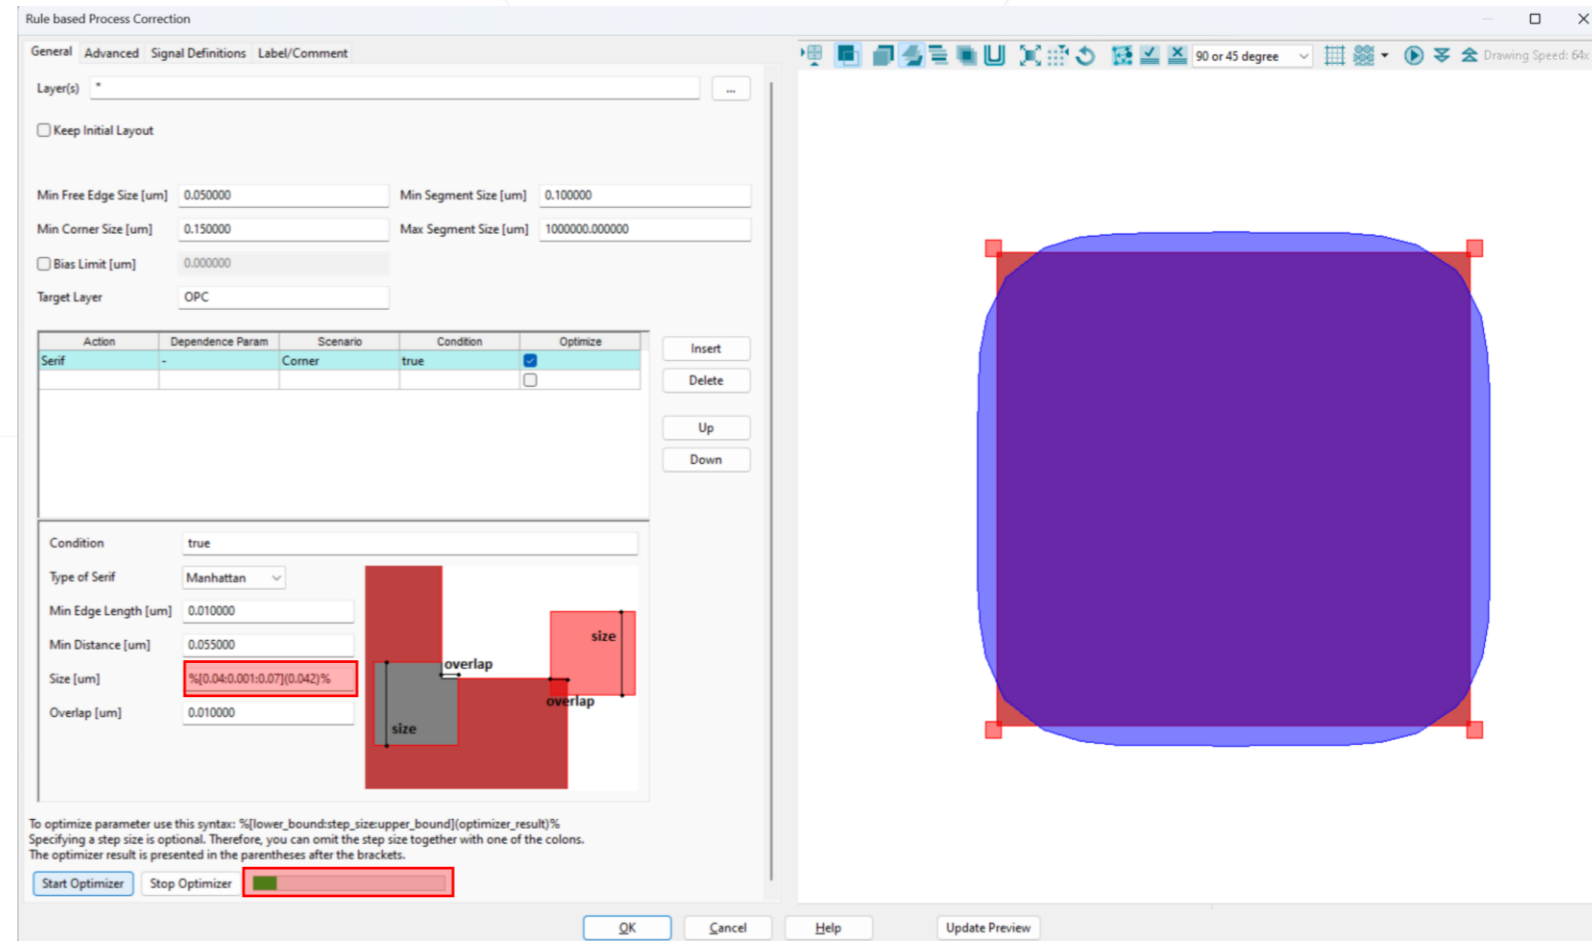 Rule based Process Correction
General Advanced Signal Definitions Label/Comment
90 or 45 degree
Drawing Speed: 64x
Layer(s) *
...
Keep Initial Layout
Min Free Edge Size [um] 0.050000 Min Segment Size [um] 0.100000
Min Corner Size [um] 0.150000 Max Segment Size [um] 1000000.000000
Bias Limit [um] 0.000000
Target Layer OPC
Action Dependence Param Scenario Condition Optimize
Serif - Corner true
Insert
Delete
Up
Down
Condition true
Type of Serif Manhattan
Min Edge Length [um] 0.010000
Min Distance [um] 0.055000
Size [um] %[0.04:0.001:0.07](0.042)%
Overlap [um] 0.010000
size
overlap
overlap
size
To optimize parameter use this syntax: %[lower_bound:step_size:upper_bound](optimizer_result)%
Specifying a step size is optional. Therefore, you can omit the step size together with one of the colons.
The optimizer result is presented in the parentheses after the brackets.
Start Optimizer Stop Optimizer
OK Cancel Help Update Preview